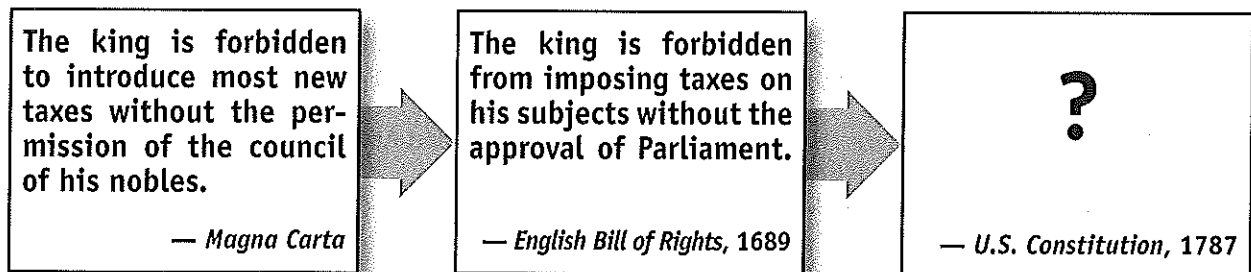 The king is forbidden
to introduce most new
taxes without the per-
mission of the council
of his nobles.
— Magna Carta
The king is forbidden
from imposing taxes on
his subjects without the
approval of Parliament.
— English Bill of Rights, 1689
?
— U.S. Constitution, 1787